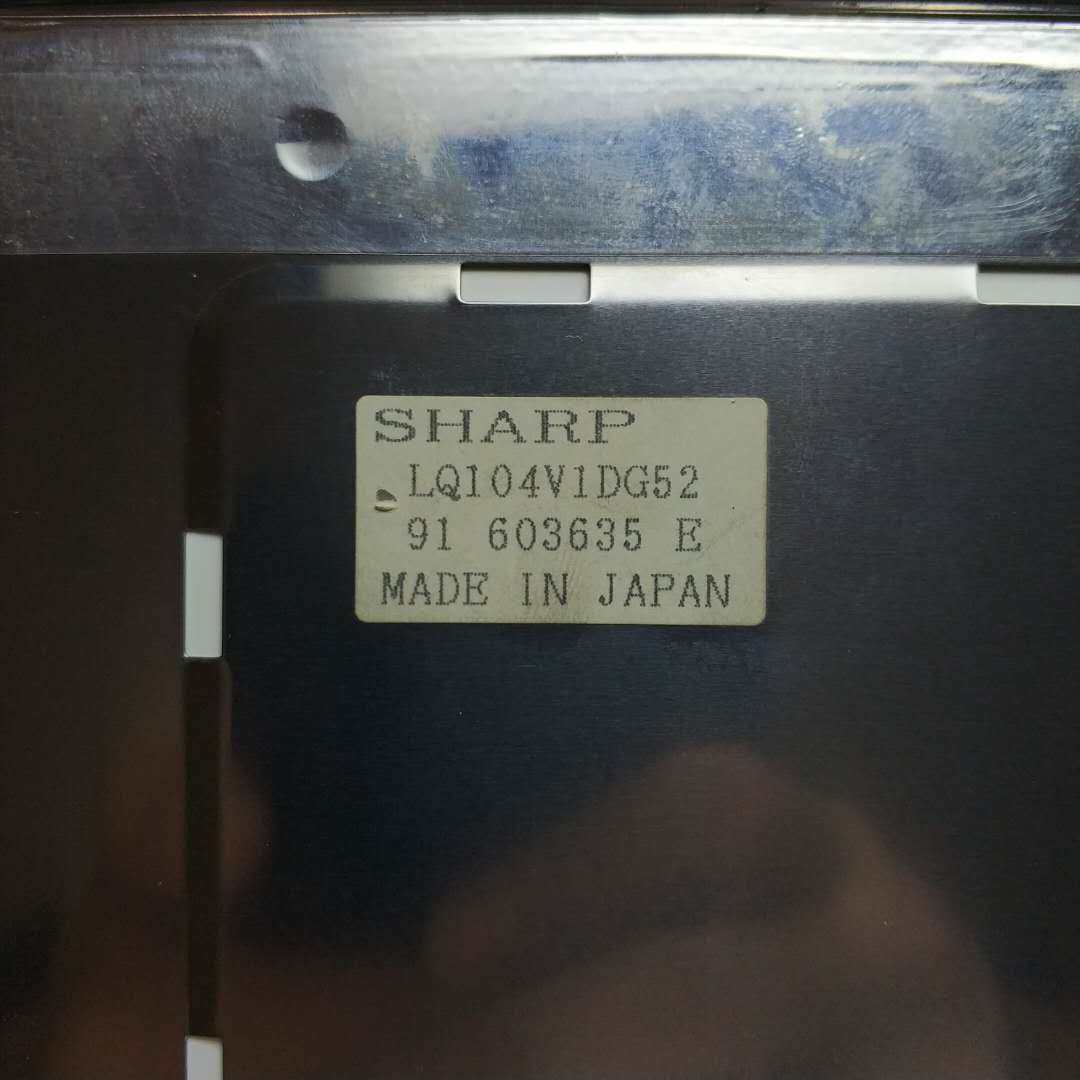 SHARP
LQ104V1DG52
91 603635 E
MADE IN JAPAN